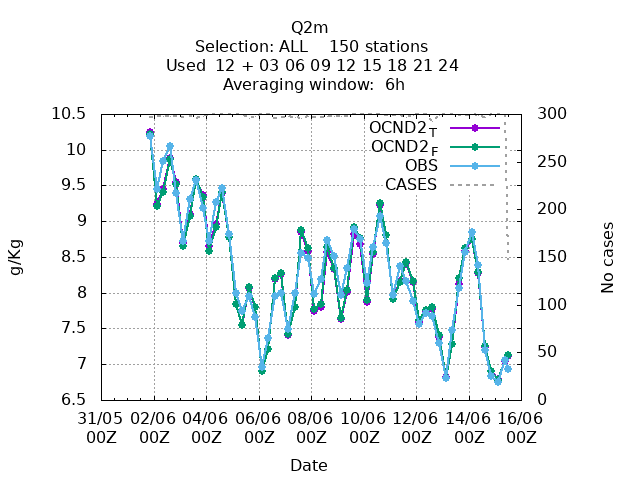 Q2m
Selection: ALL    150 stations
Used  12 + 03 06 09 12 15 18 21 24
Averaging window:  6h
g/Kg
10.5
10
9.5
9
8.5
8
7.5
7
6.5
OCND2T
OCND2F
OBS
CASES
300
250
200
150
100
50
0
No cases
31/05 02/06 04/06 06/06 08/06 10/06 12/06 14/06 16/06
00Z 00Z 00Z 00Z 00Z 00Z 00Z 00Z 00Z
Date